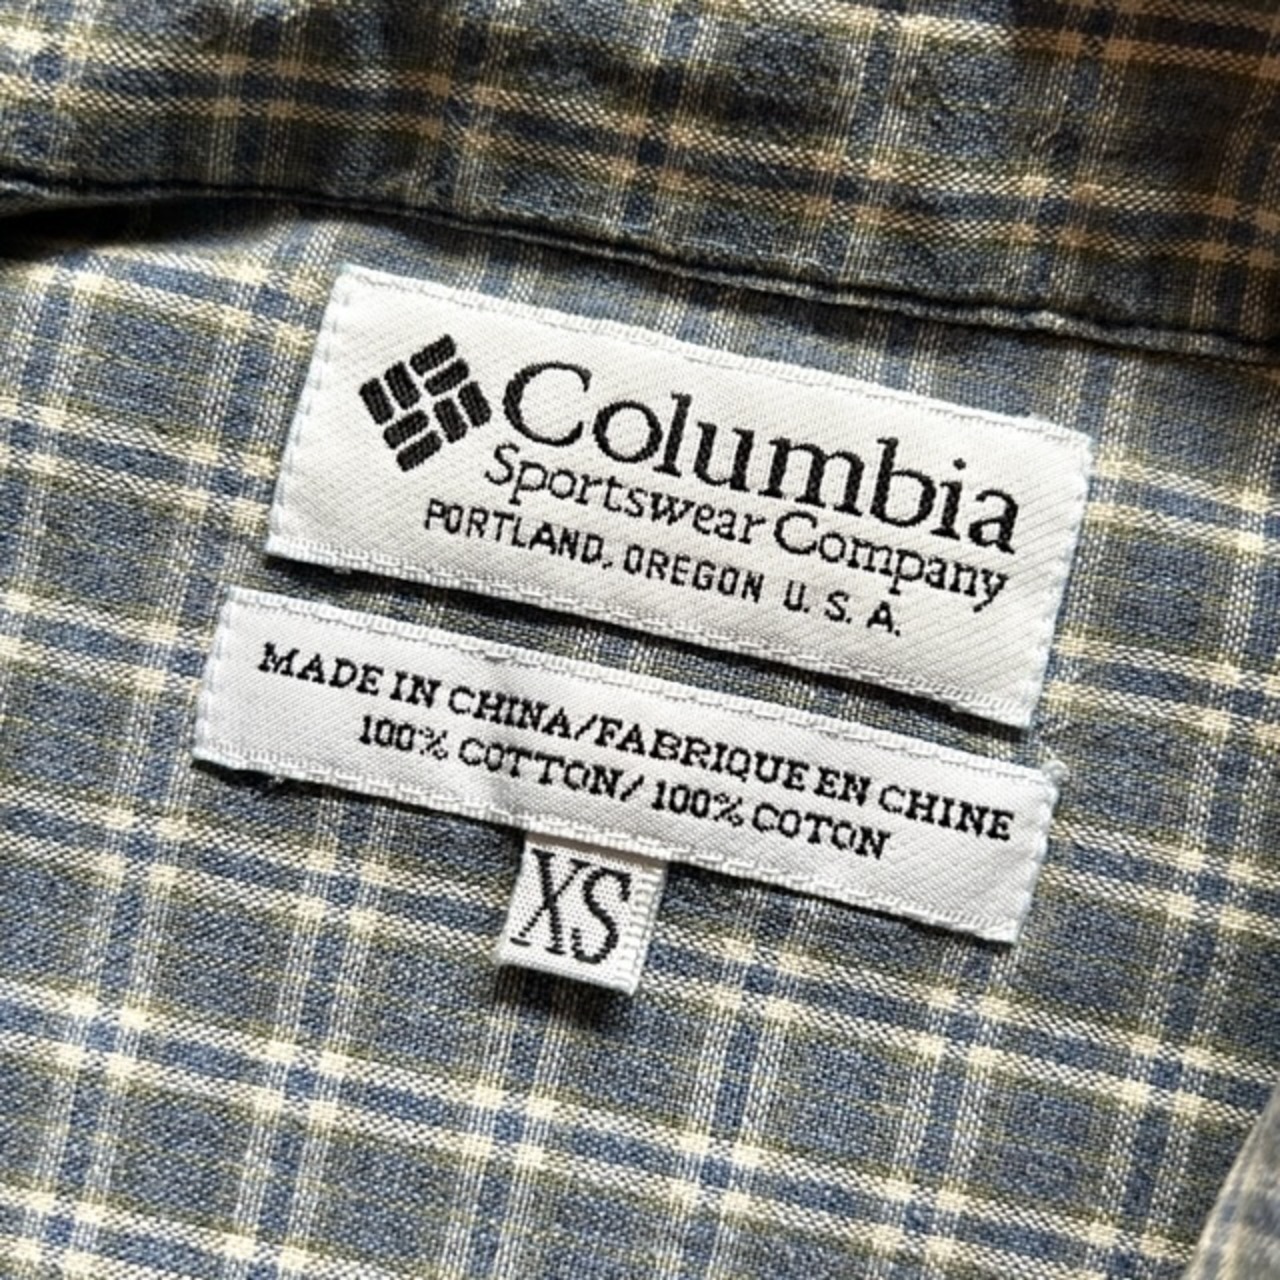 Columbia
Sportswear Company
PORTLAND, OREGON U. S. A.
MADE IN CHINA/FABRIQUE EN CHINE
100% COTTON/ 100% COTON
XS